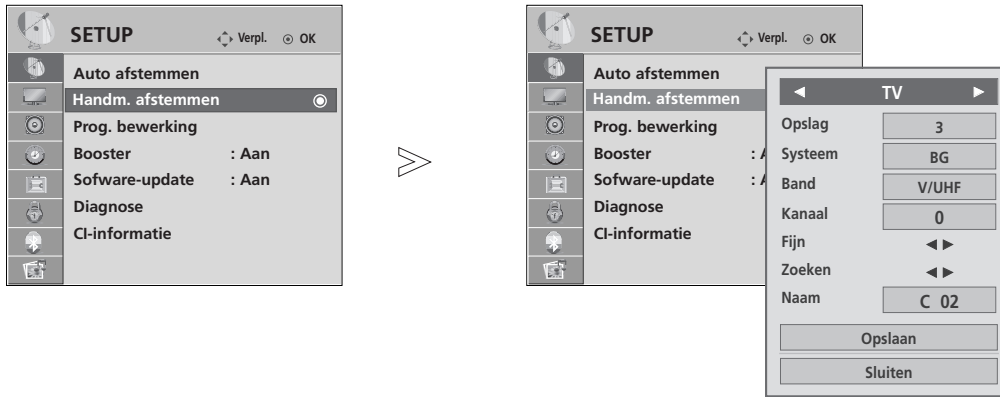 SETUP Verpl. OK
Auto afstemmen
Handm. afstemmen
Prog. bewerking
Booster : Aan
Sofware-update : Aan
Diagnose
CI-informatie
SETUP Verpl. OK
Auto afstemmen
Handm. afstemmen
Prog. bewerking
Booster : A
Sofware-update : A
Diagnose
CI-informatie
◄ TV ►
Opslag 3
Systeem BG
Band V/UHF
Kanaal 0
Fijn ◄ ►
Zoeken ◄ ►
Naam C 02
Opslaan
Sluiten